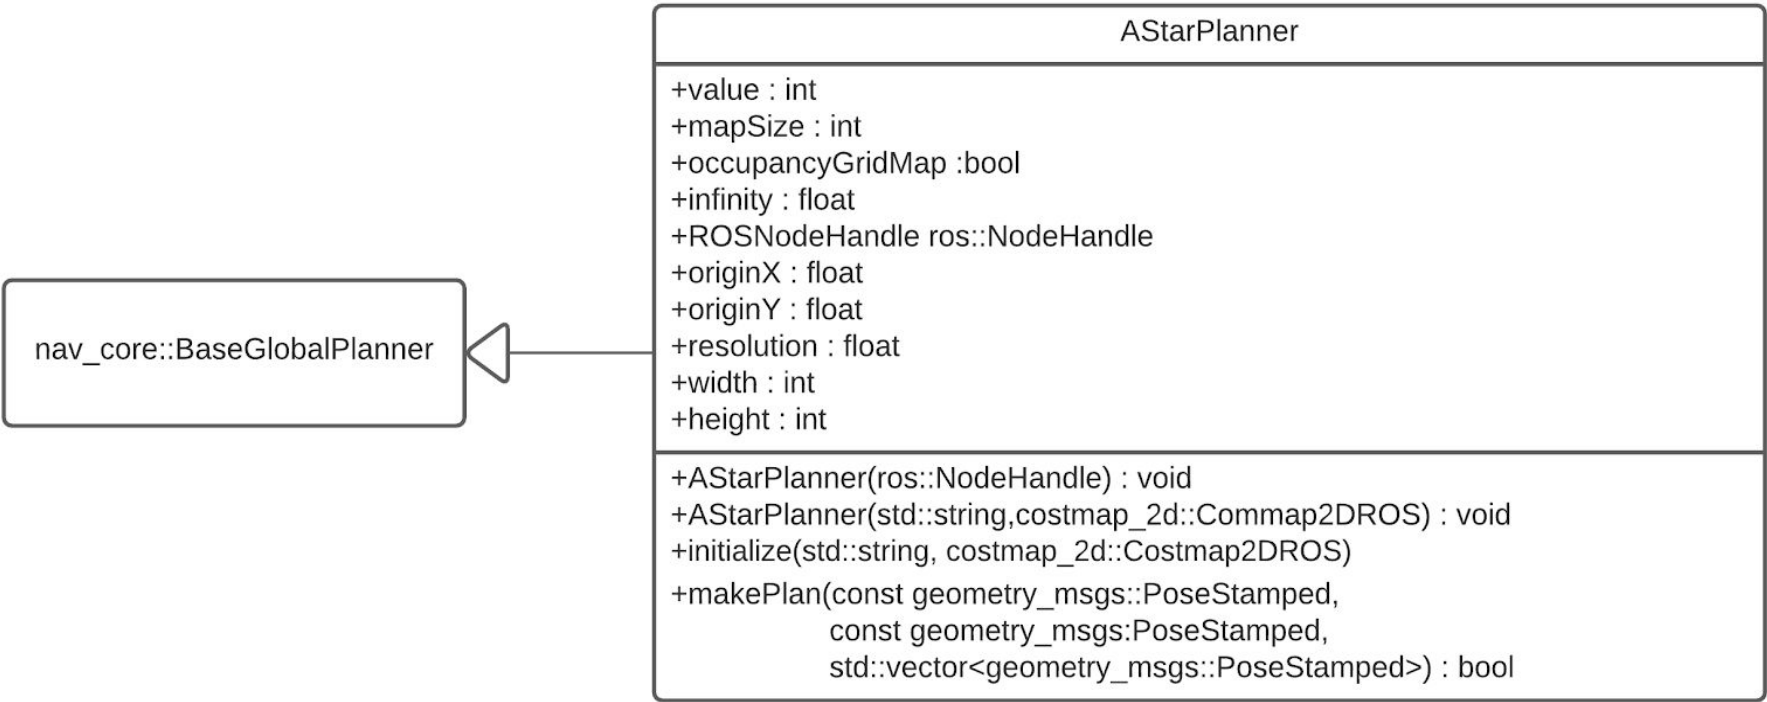 AStarPlanner
+value : int
+mapSize : int
+occupancyGridMap :bool
+infinity : float
+ROSNodeHandle ros::NodeHandle
+originX : float
+originY : float
+resolution : float
+width : int
+height : int
nav_core::BaseGlobalPlanner
+AStarPlanner(ros::NodeHandle) : void
+AStarPlanner(std::string,costmap_2d::Commap2DROS) : void
+initialize(std::string, costmap_2d::Costmap2DROS)
+makePlan(const geometry_msgs::PoseStamped,
const geometry_msgs:PoseStamped,
std::vector<geometry_msgs::PoseStamped>) : bool